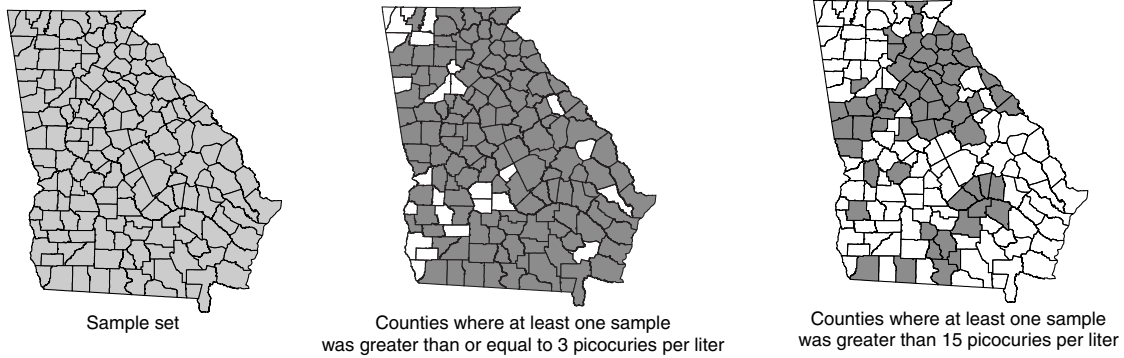 Sample set
Counties where at least one sample
was greater than or equal to 3 picocuries per liter
Counties where at least one sample
was greater than 15 picocuries per liter